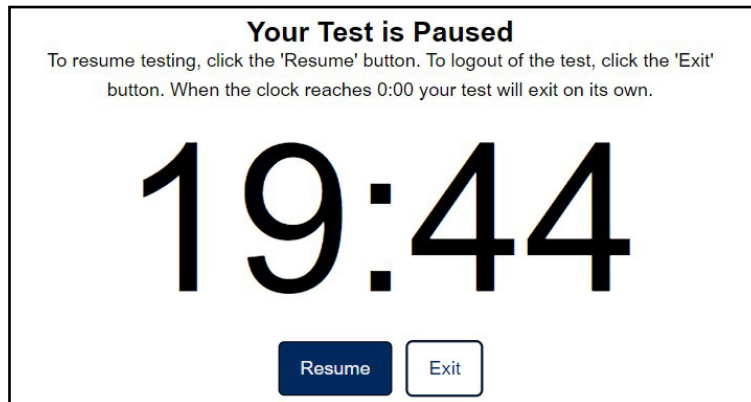 Your Test is Paused
To resume testing, click the 'Resume' button. To logout of the test, click the 'Exit'
button. When the clock reaches 0:00 your test will exit on its own.
19:44
Resume Exit